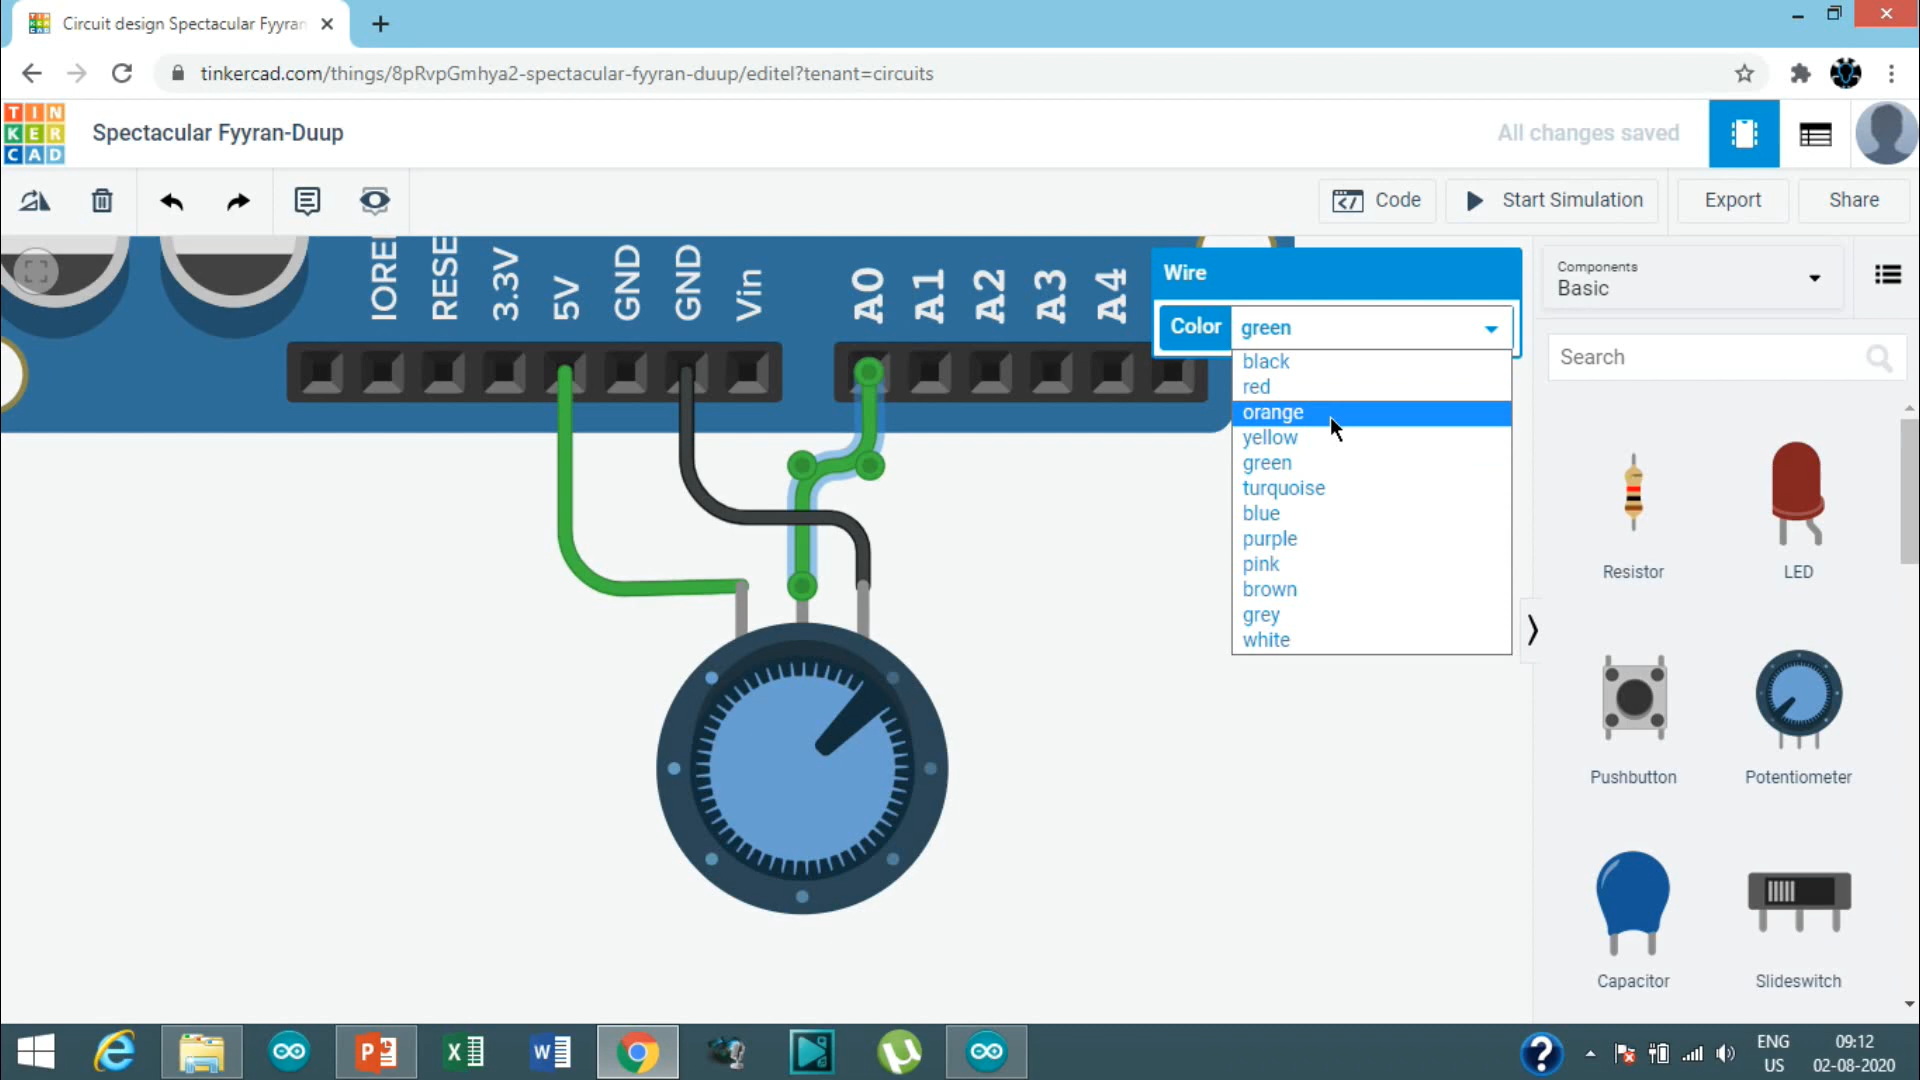 Circuit design Spectacular Fyyran
tinkercad.com/things/8pRvpGmhya2-spectacular-fyyran-duup/editel?tenant=circuits
TIN
KER
CAD
Spectacular Fyyran-Duup
All changes saved
Code
Start Simulation
Export
Share
IORE
RESE
3.3V
5V
GND
GND
Vin
A0
A1
A2
A3
A4
Wire
Color
green
black
red
orange
yellow
green
turquoise
blue
purple
pink
brown
grey
white
Components
Basic
Search
Resistor
LED
Pushbutton
Potentiometer
Capacitor
Slideswitch
ENG
US
09:12
02-08-2020